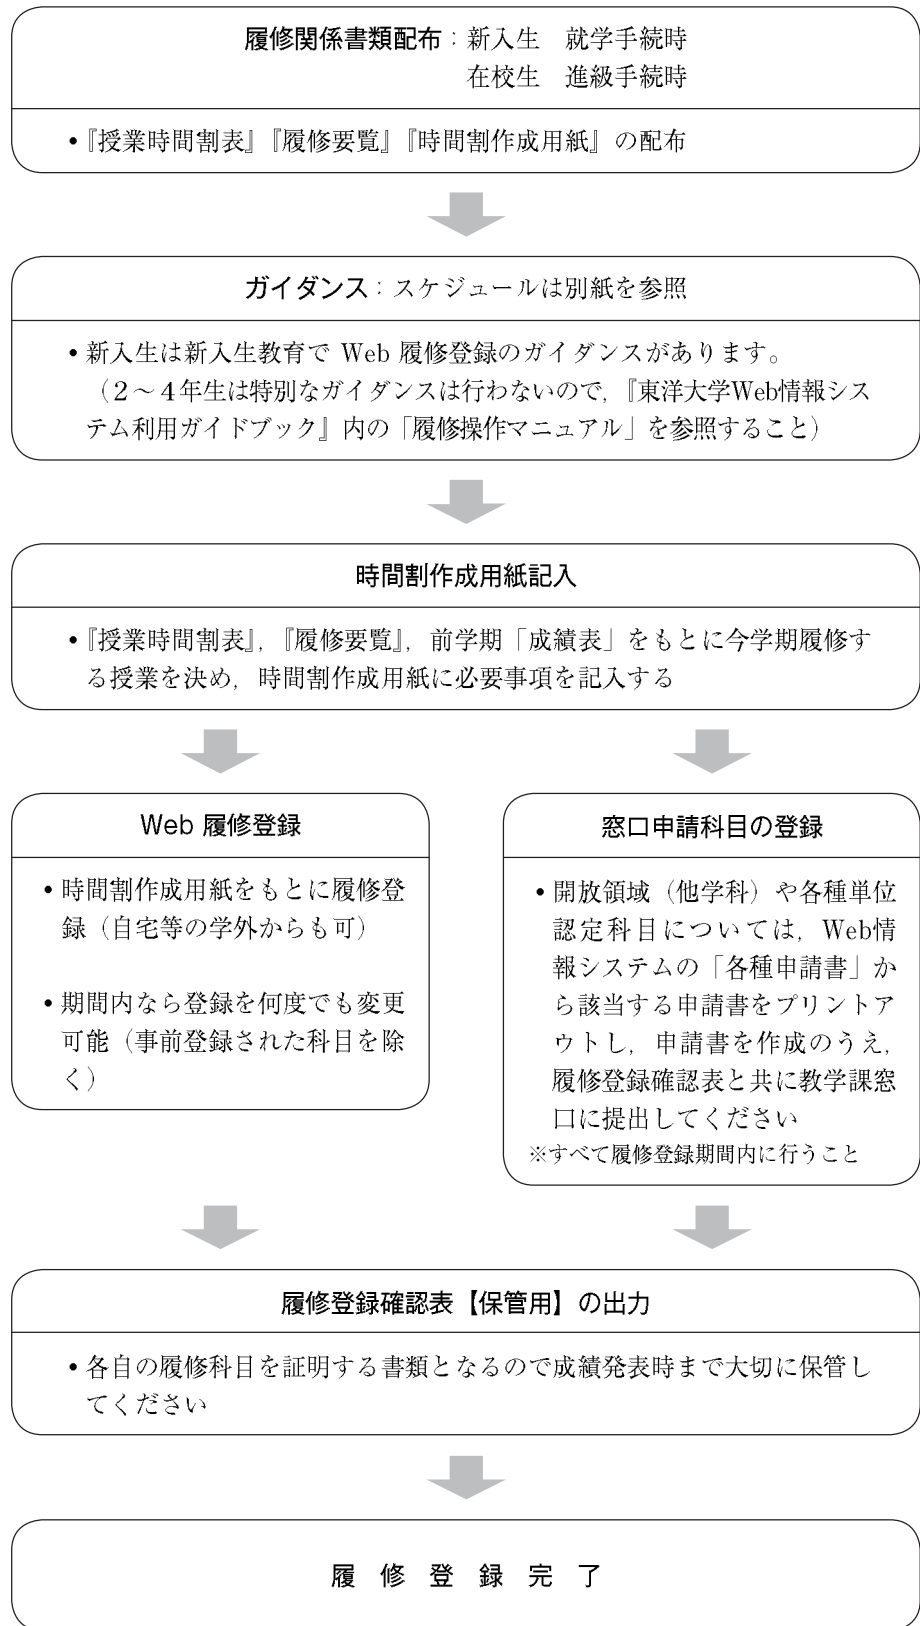 履修関係書類配布：新入生　就学手続時
在校生　進級手続時
•『授業時間割表』『履修要覧』『時間割作成用紙』の配布
ガイダンス：スケジュールは別紙を参照
• 新入生は新入生教育で Web 履修登録のガイダンスがあります。
（2～4年生は特別なガイダンスは行わないので，『東洋大学Web情報シス
テム利用ガイドブック』内の「履修操作マニュアル」を参照すること）
時間割作成用紙記入
•『授業時間割表』，『履修要覧』，前学期「成績表」をもとに今学期履修す
る授業を決め，時間割作成用紙に必要事項を記入する
Web 履修登録
• 時間割作成用紙をもとに履修登
録（自宅等の学外からも可）
• 期間内なら登録を何度でも変更
可能（事前登録された科目を除
く）
窓口申請科目の登録
• 開放領域（他学科）や各種単位
認定科目については，Web情
報システムの「各種申請書」か
ら該当する申請書をプリントア
ウトし，申請書を作成のうえ，
履修登録確認表と共に教学課窓
口に提出してください
※すべて履修登録期間内に行うこと
履修登録確認表【保管用】の出力
• 各自の履修科目を証明する書類となるので成績発表時まで大切に保管し
てください
履 修 登 録 完 了